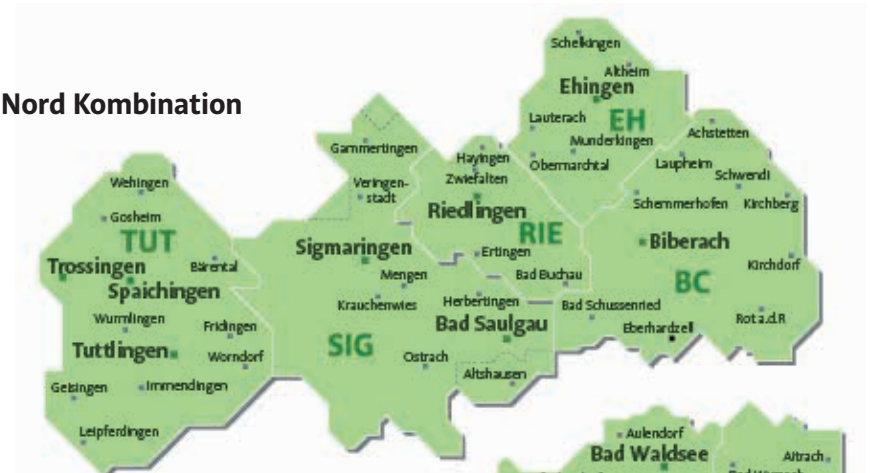 Nord Kombination
Schelkingen
Altheim
Ehingen
EH
Lauterach
Munderkingen
Obermarchtal
Achstetten
Laupheim
Schwendi
Schemmerhofen
Kirchberg
Biberach
BC
Kirchdorf
Bad Schussenried
Eberhardzell
Rot a.d.R
Gammertingen
Hayingen
Zwiefalten
Riedlingen
RIE
Ertingen
Bad Buchau
Veringen-
stadt
Sigmaringen
Mengen
Krauchenwies
Herbertingen
Bad Saulgau
SIG
Ostrach
Altshausen
Wehingen
Gosheim
TUT
Trossingen
Bärental
Spaichingen
Wurmlingen
Fridingen
Tuttlingen
Worndorf
Geisingen
Immendingen
Leipferdingen
Aulendorf
Bad Waldsee
Aitrach